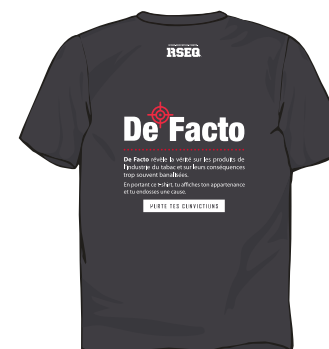 RSEQ
De Facto
De Facto révèle la vérité sur les produits de
l'industrie du tabac et sur leurs conséquences
trop souvent banalisées.
En portant ce t-shirt, tu affiches ton appartenance
et tu endosses une cause.
PORTE TES CONVICTIONS